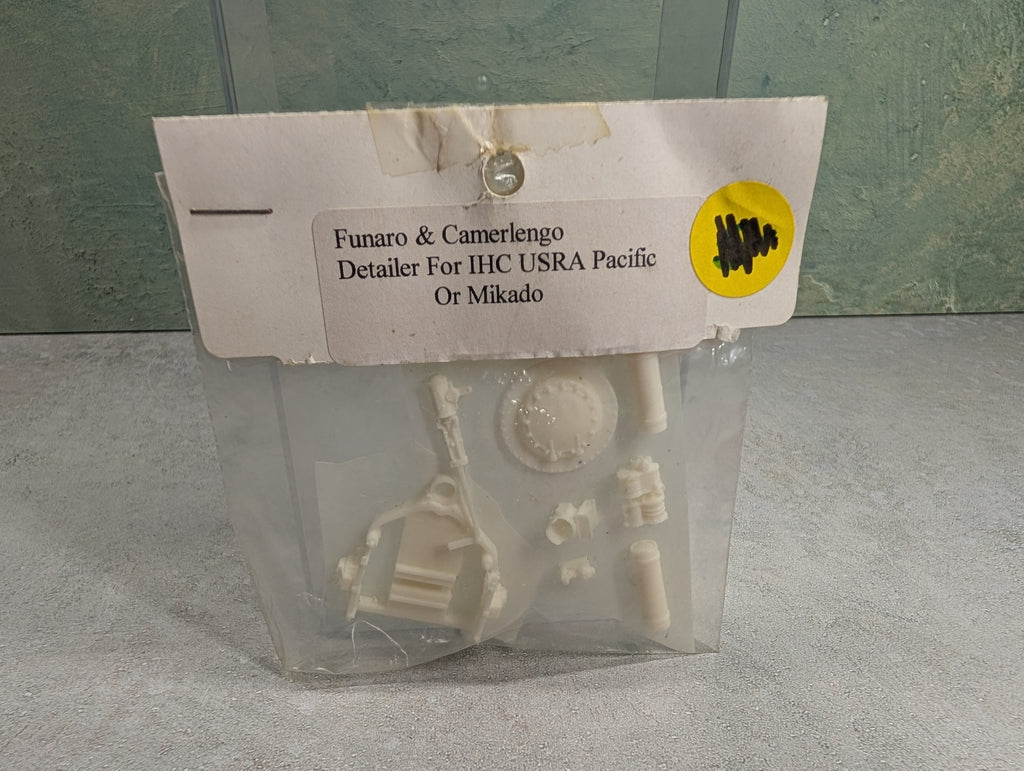 Funaro & Camerlengo
Detailer For IHC USRA Pacific
Or Mikado